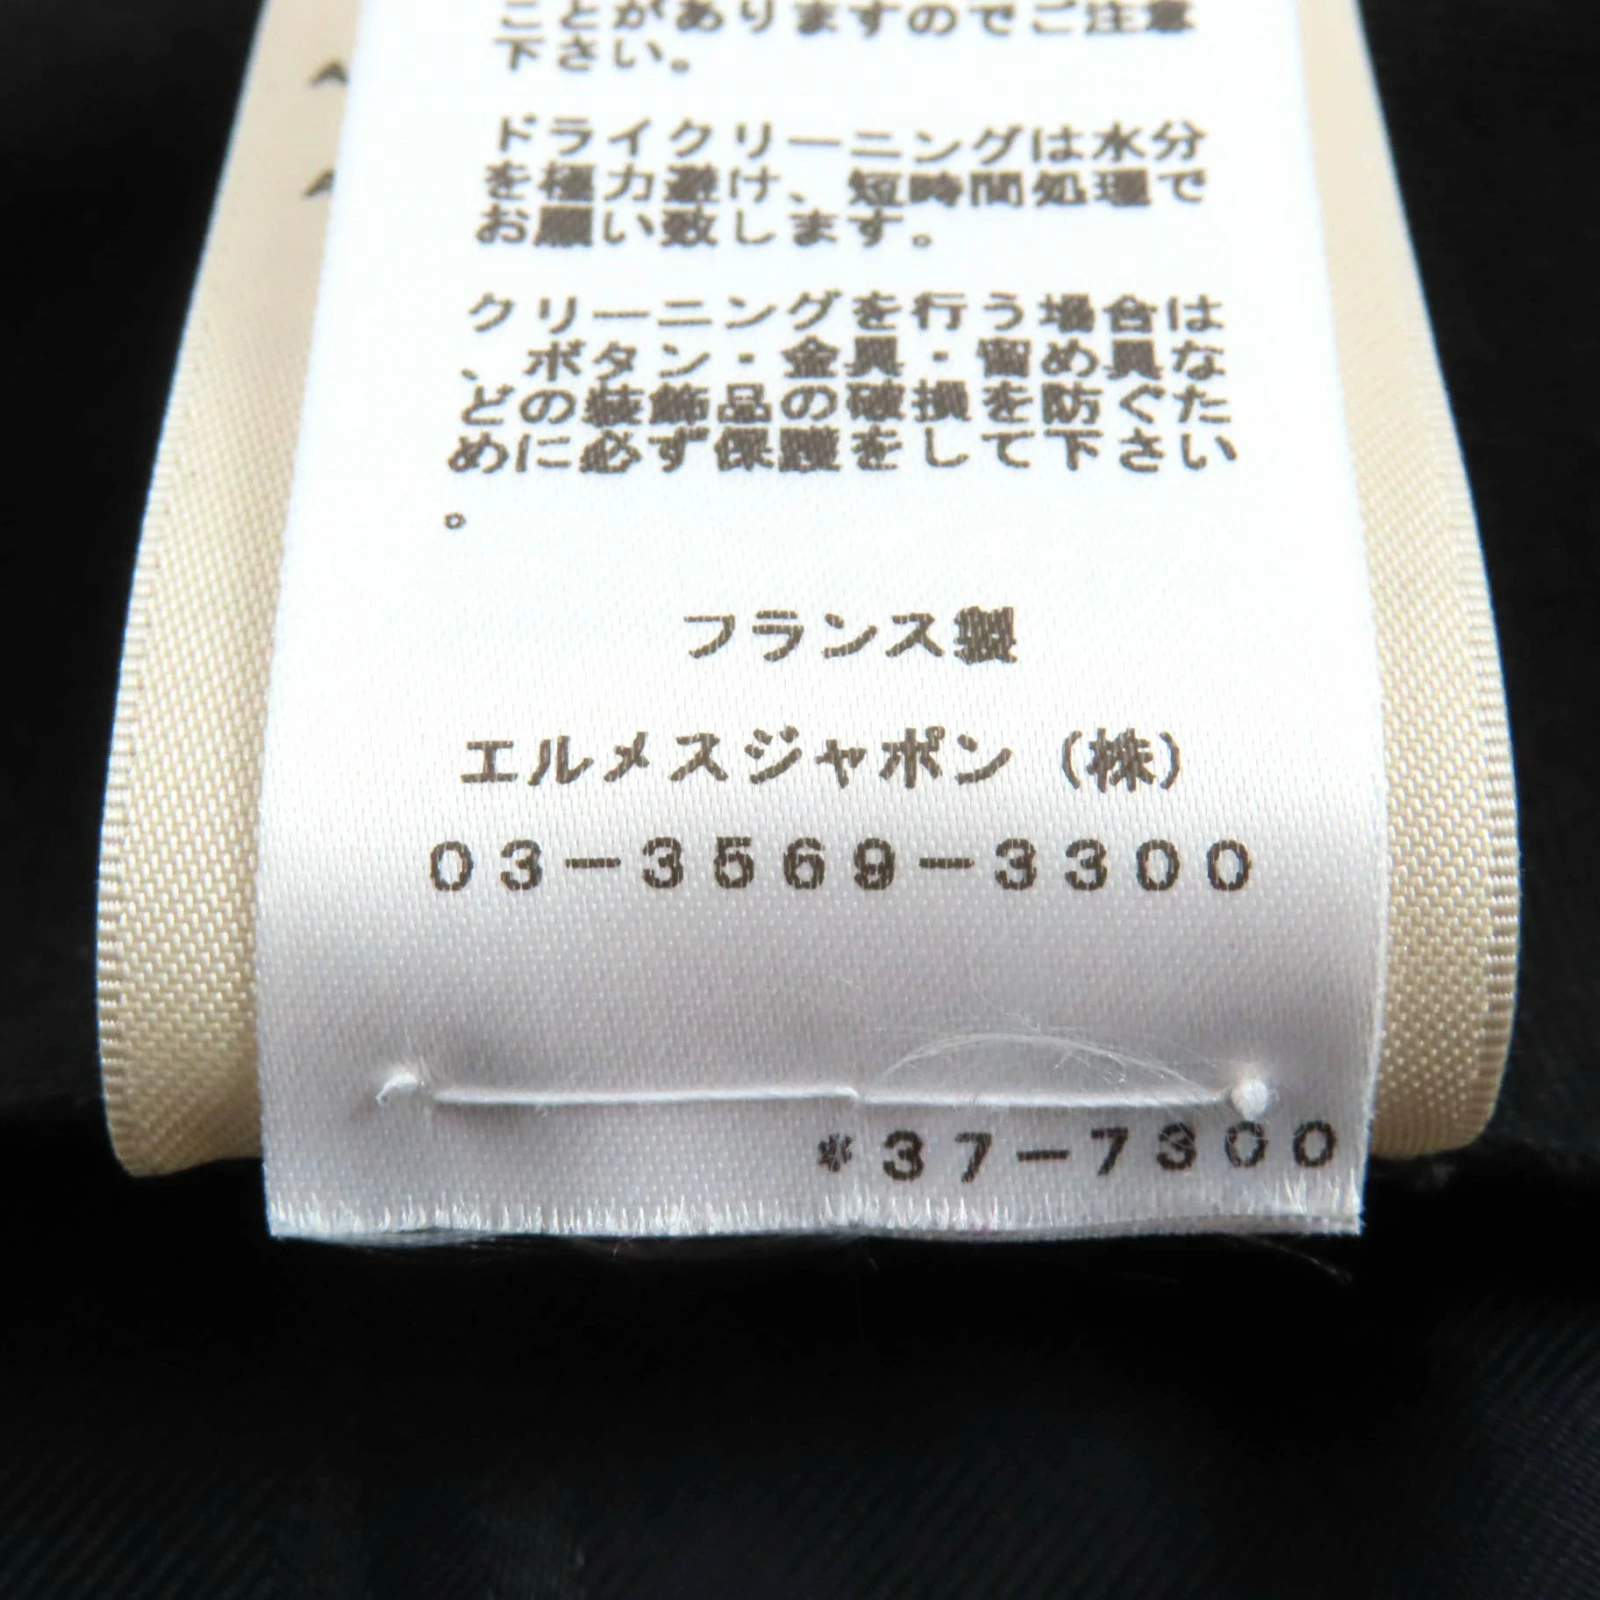 ことがありますのでご注意
下さい。
ドライクリーニングは水分
を極力避け、短時間処理で
お願い致します。
クリーニングを行う場合は
、ボタン・金具・留め具な
どの装飾品の破損を防ぐた
めに必ず保護をして下さい
。
フランス製
エルメスジャポン(株)
03-3569-3300
*37-7300